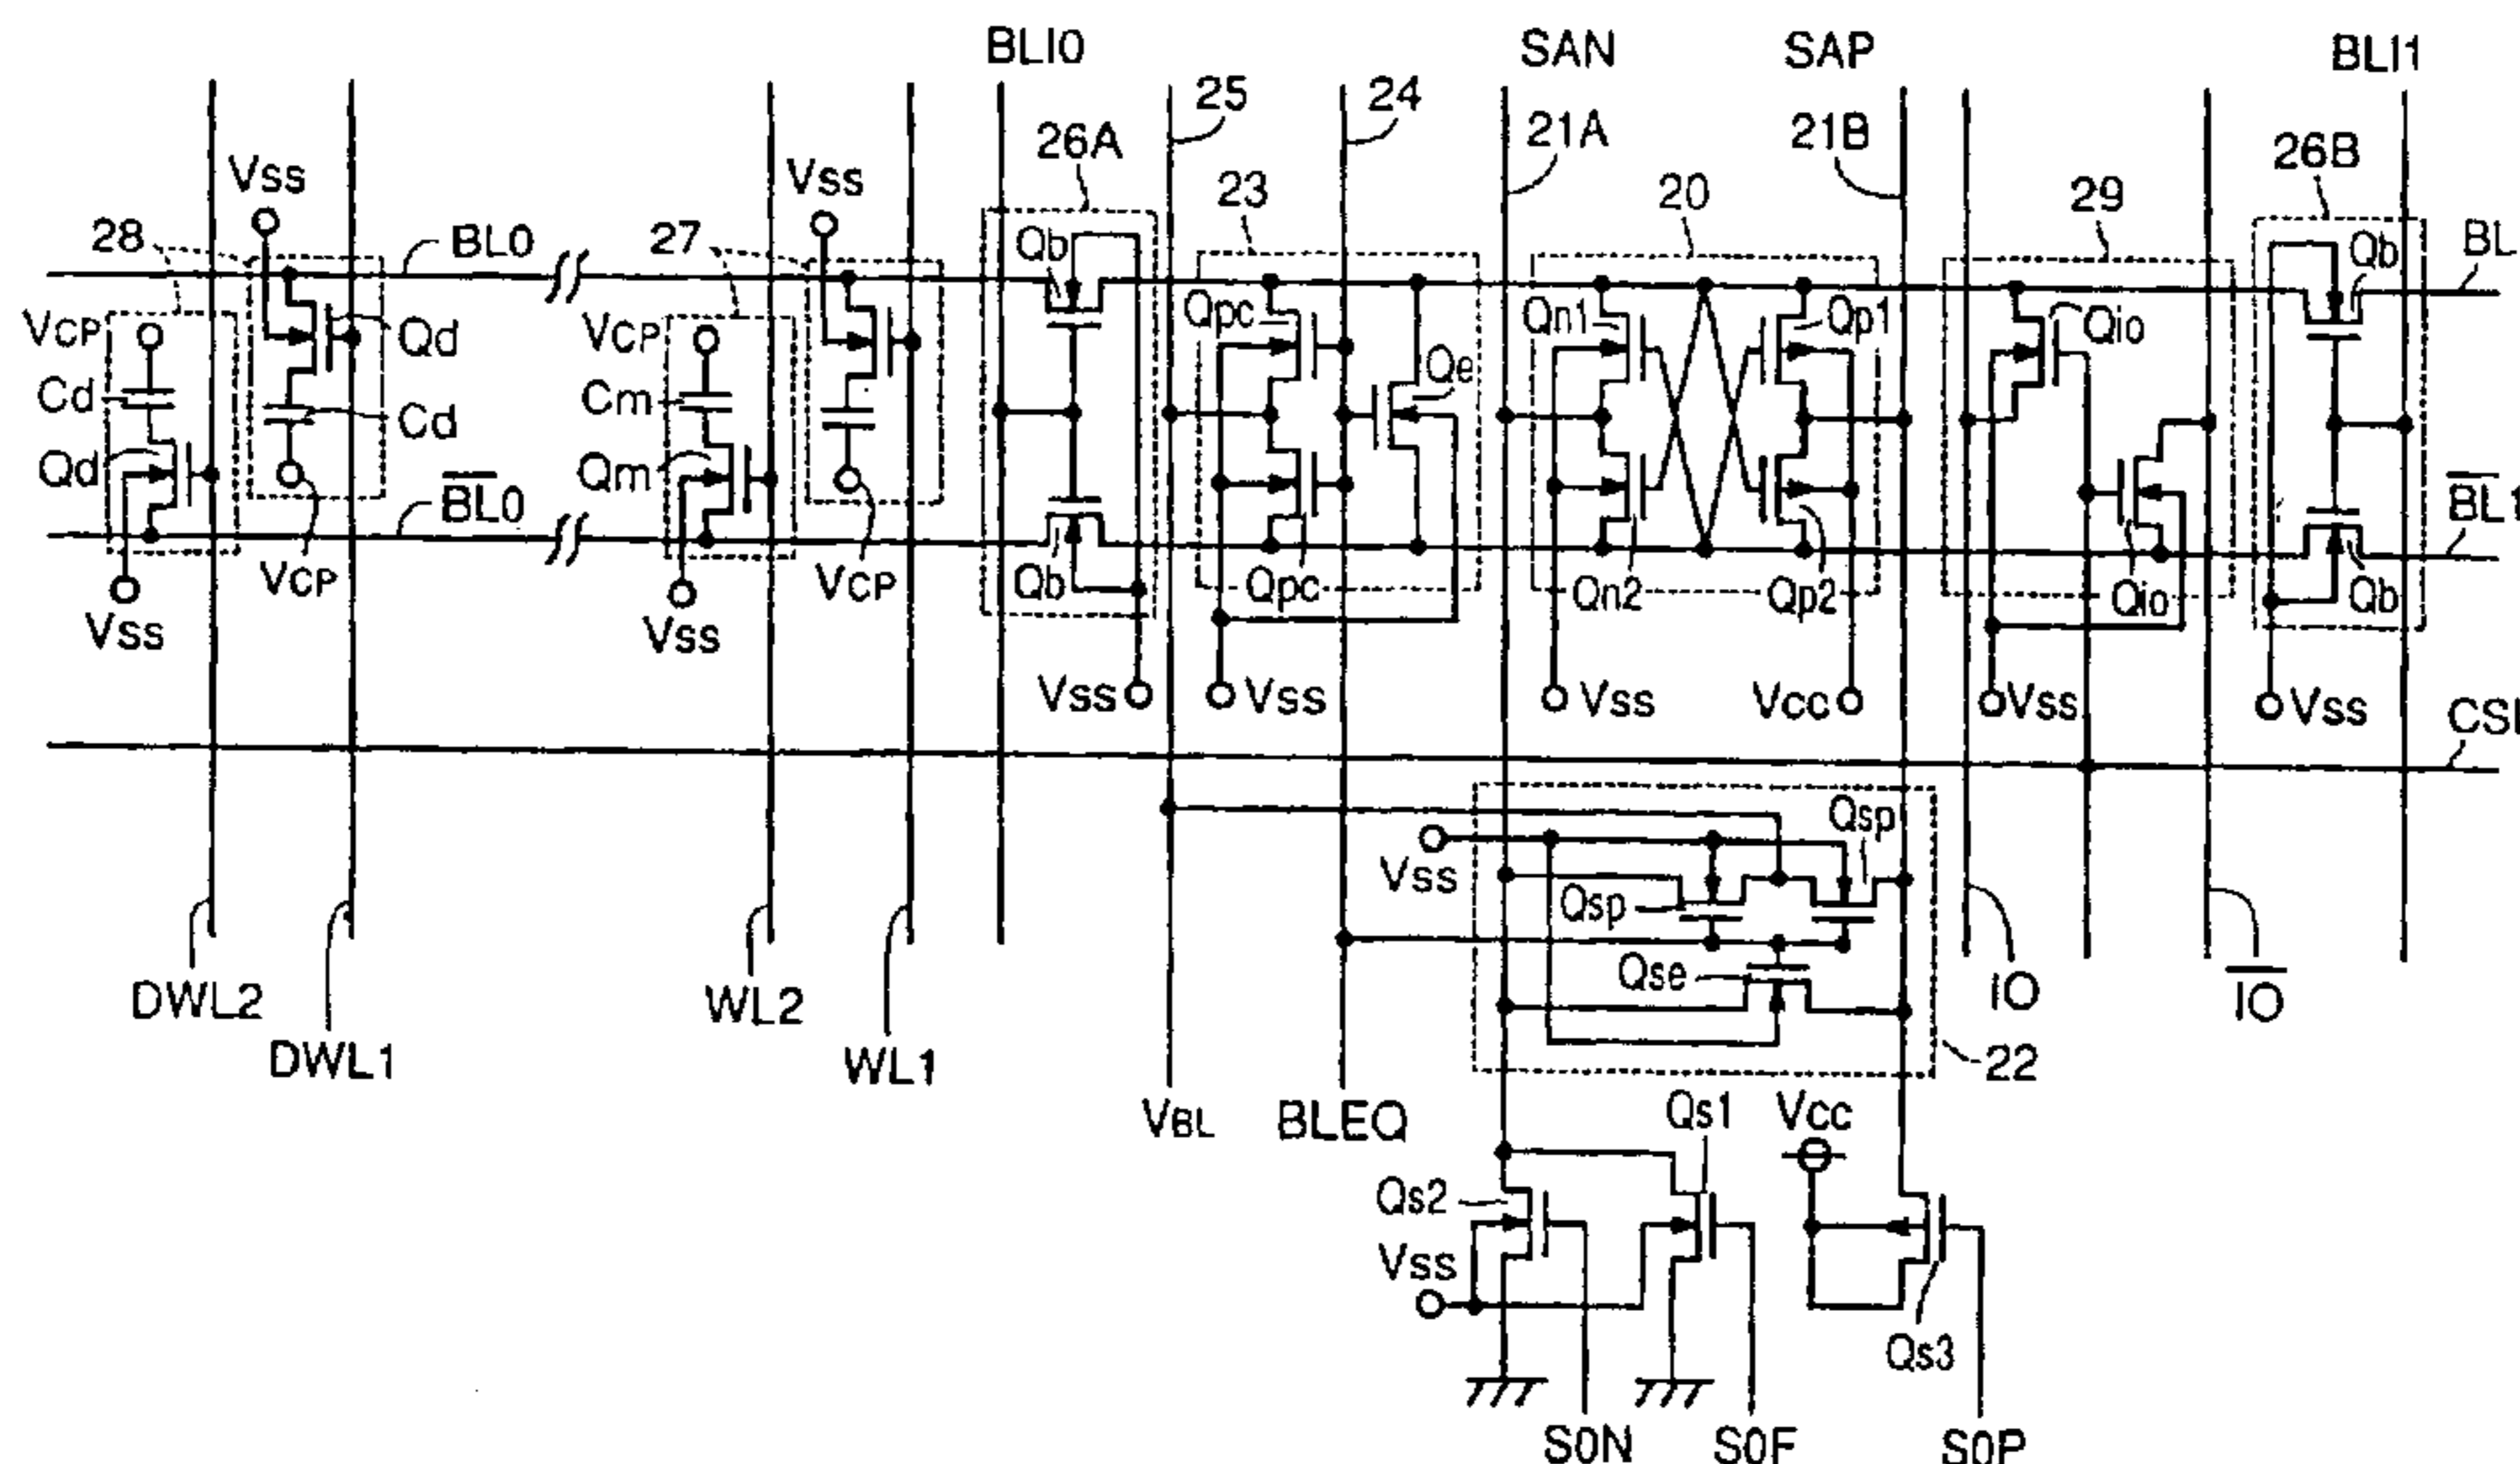 BLI0
SAN
SAP
BLI1
25
24
21A
21B
26A
26B
Vss
Vss
23
20
29
28
BL0
27
Qb
Qb
BL
VCP
Qd
VCP
Qpc
Qe
Qn1
Qp1
Qio
Cd
Cd
Cm
Qd
Qm
B̅L̅0
B̅L̅1
VCP
VCP
Qb
Qpc
Qn2
Qp2
Qio
Qb
Vss
Vss
Vss
Vss
Vss
Vcc
Vss
Vss
CSL
Qsp
Vss
Qsp
Qse
DWL2
WL2
IO
I̅O̅
DWL1
WL1
22
VBL
BLEQ
Qs1
Vcc
Qs2
Vss
Qs3
S0N
S0F
S0P